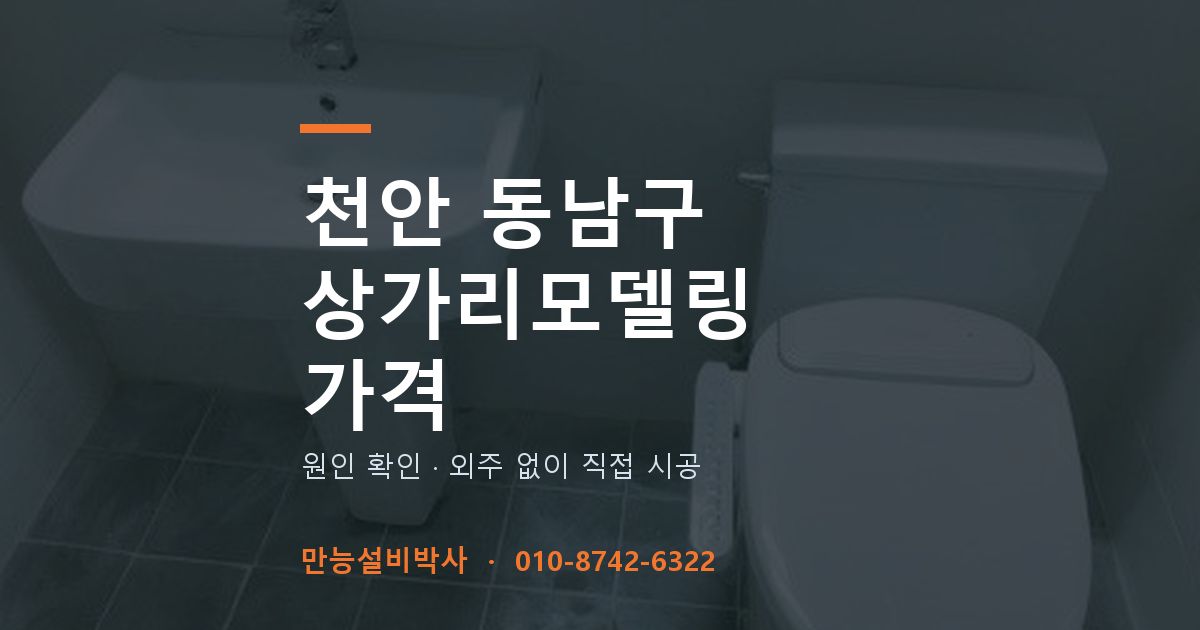 천안 동남구
상가리모델링
가격
원인 확인 · 외주 없이 직접 시공
만능설비박사 · 010-8742-6322